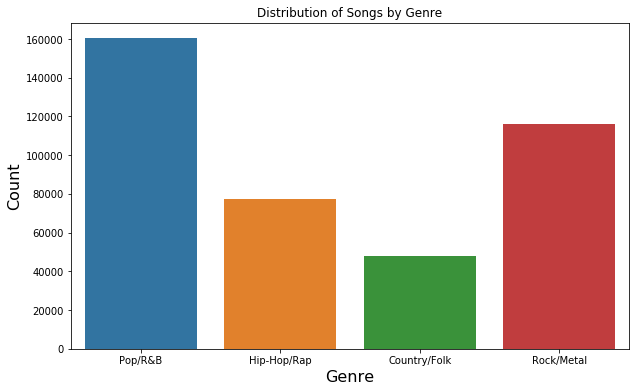 Distribution of Songs by Genre
160000
140000
120000
100000
80000
60000
40000
20000
0
Count
Pop/R&B Hip-Hop/Rap Country/Folk Rock/Metal
Genre